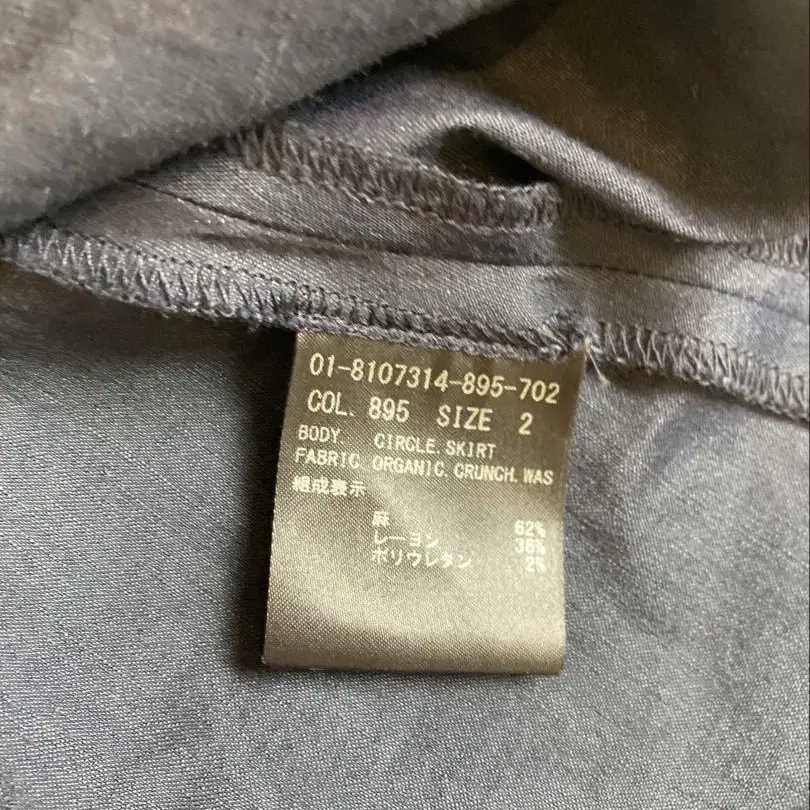 01-8107314-895-702
COL. 895 SIZE 2
BODY. CIRCLE.SKIRT
FABRIC ORGANIC.CRUNCH.WAS
組成表示
麻 62%
レーヨン 36%
ポリウレタン 2%